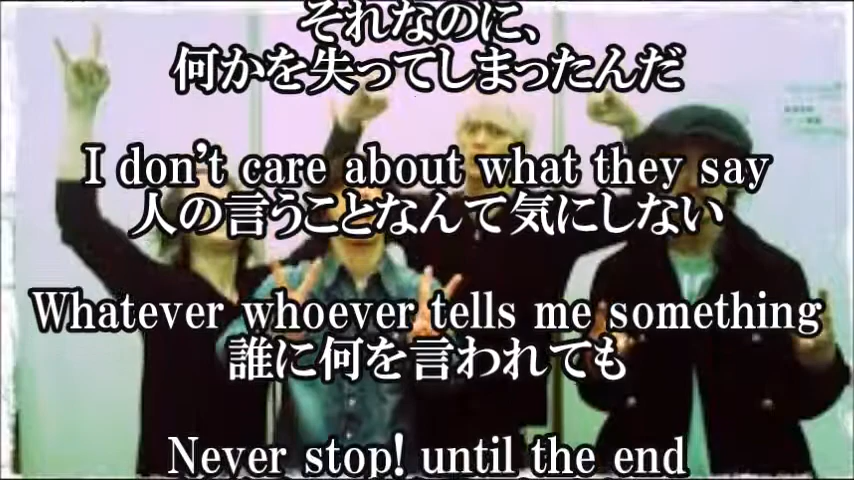 それなのに、
何かを失ってしまったんだ
I don't care about what they say
人の言うことなんて気にしない
Whatever whoever tells me something
誰に何を言われても
Never stop! until the end